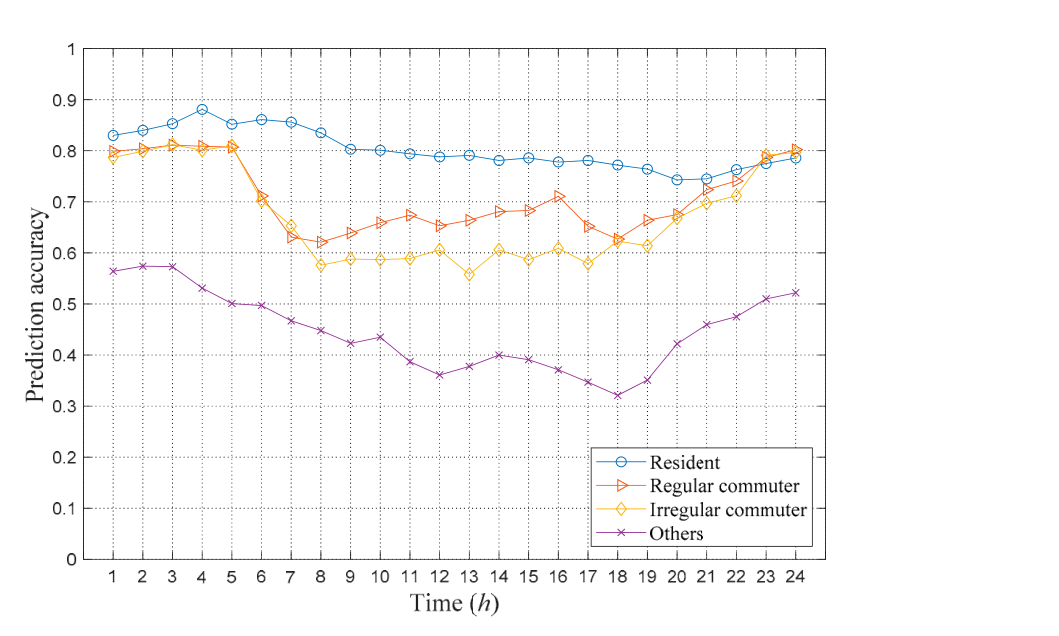 1
0.9
0.8
0.7
0.6
0.5
0.4
0.3
0.2
0.1
0
Prediction accuracy
Resident
Regular commuter
Irregular commuter
Others
1 2 3 4 5 6 7 8 9 10 11 12 13 14 15 16 17 18 19 20 21 22 23 24
Time (h)